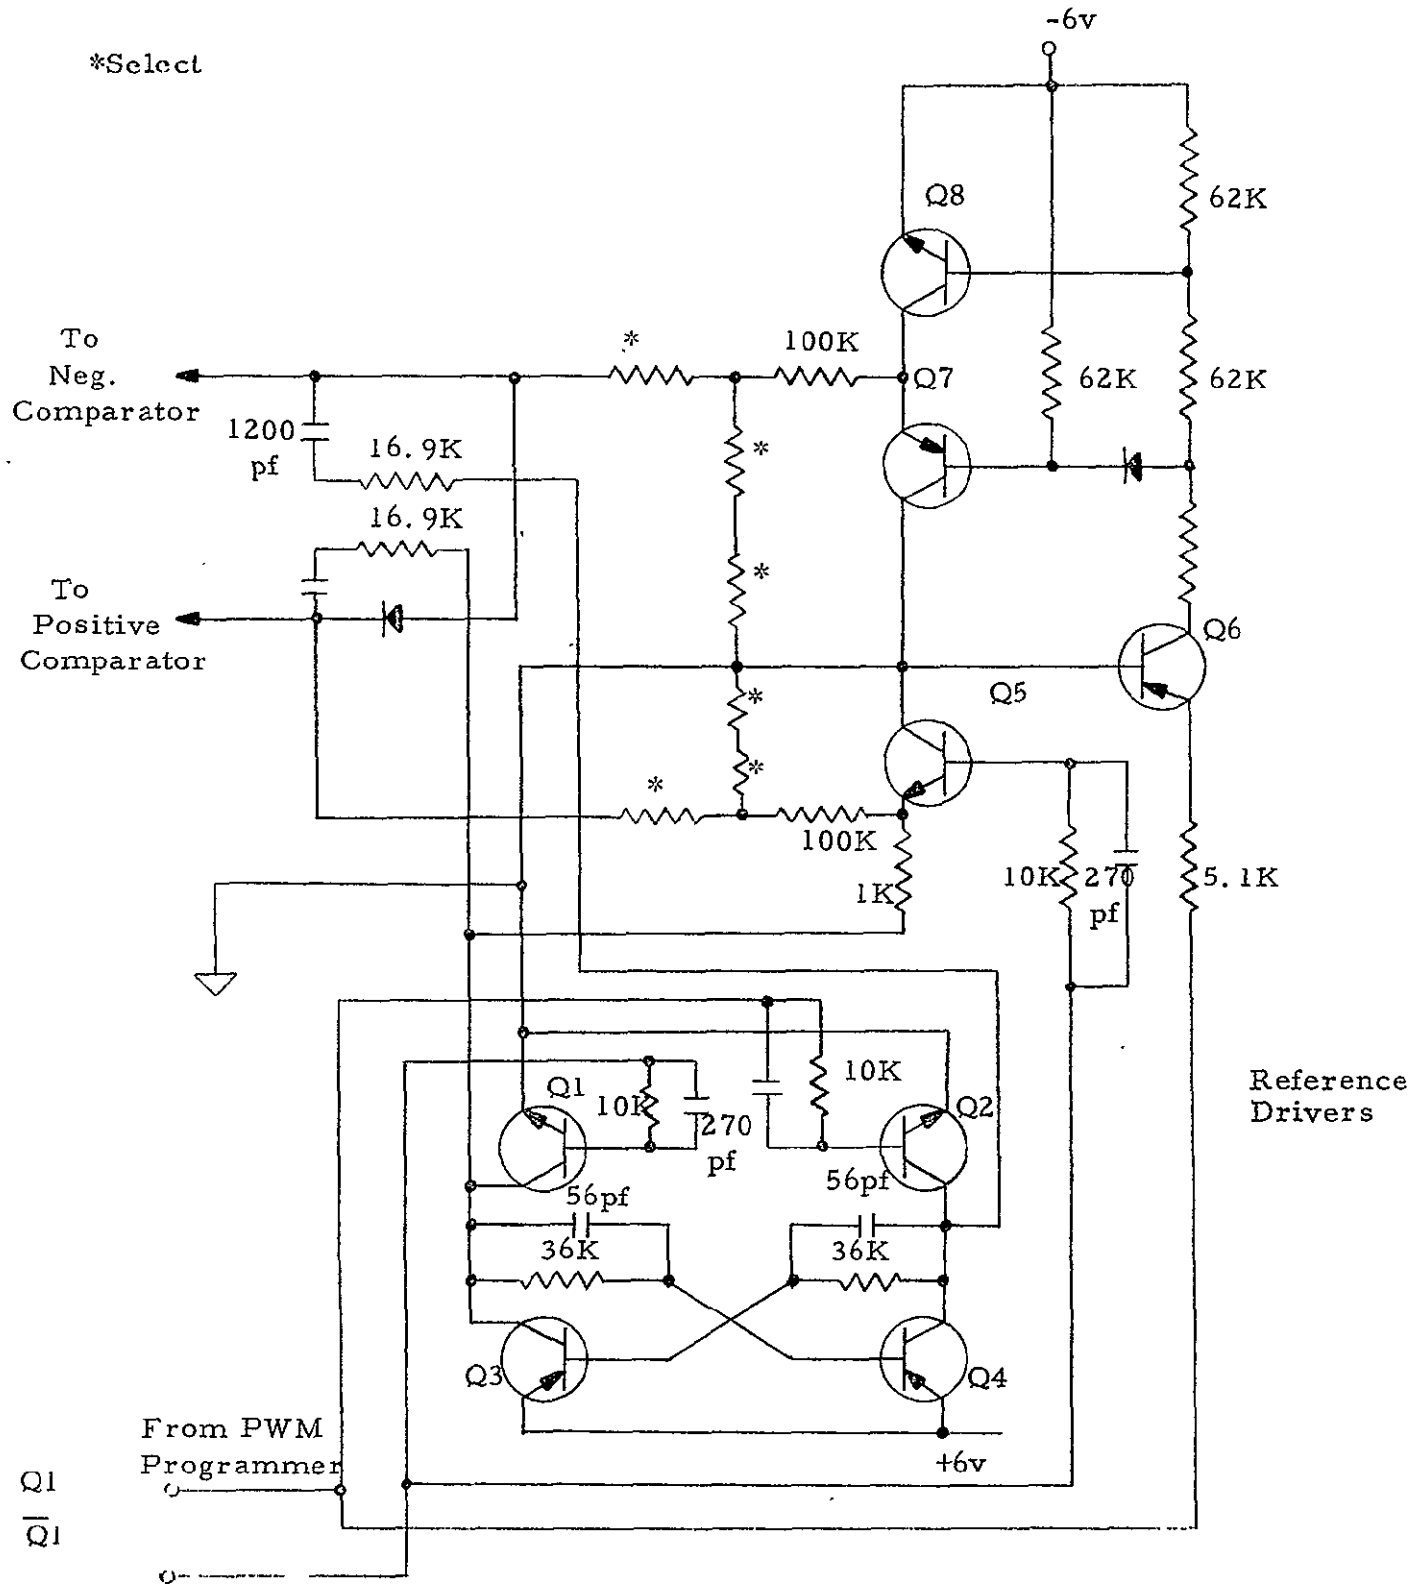 -6v
*Select
Q8
62K
To
Neg.
Comparator
*
100K
Q7
62K
62K
1200
pf
16.9K
*
16.9K
To
Positive
Comparator
*
Q6
Q5
*
*
*
100K
1K
10K
270
pf
5.1K
Reference
Drivers
Q1
10K
270
pf
10K
Q2
56pf
56pf
36K
36K
Q3
Q4
+6v
From PWM
Programmer
Q1
Q̅1